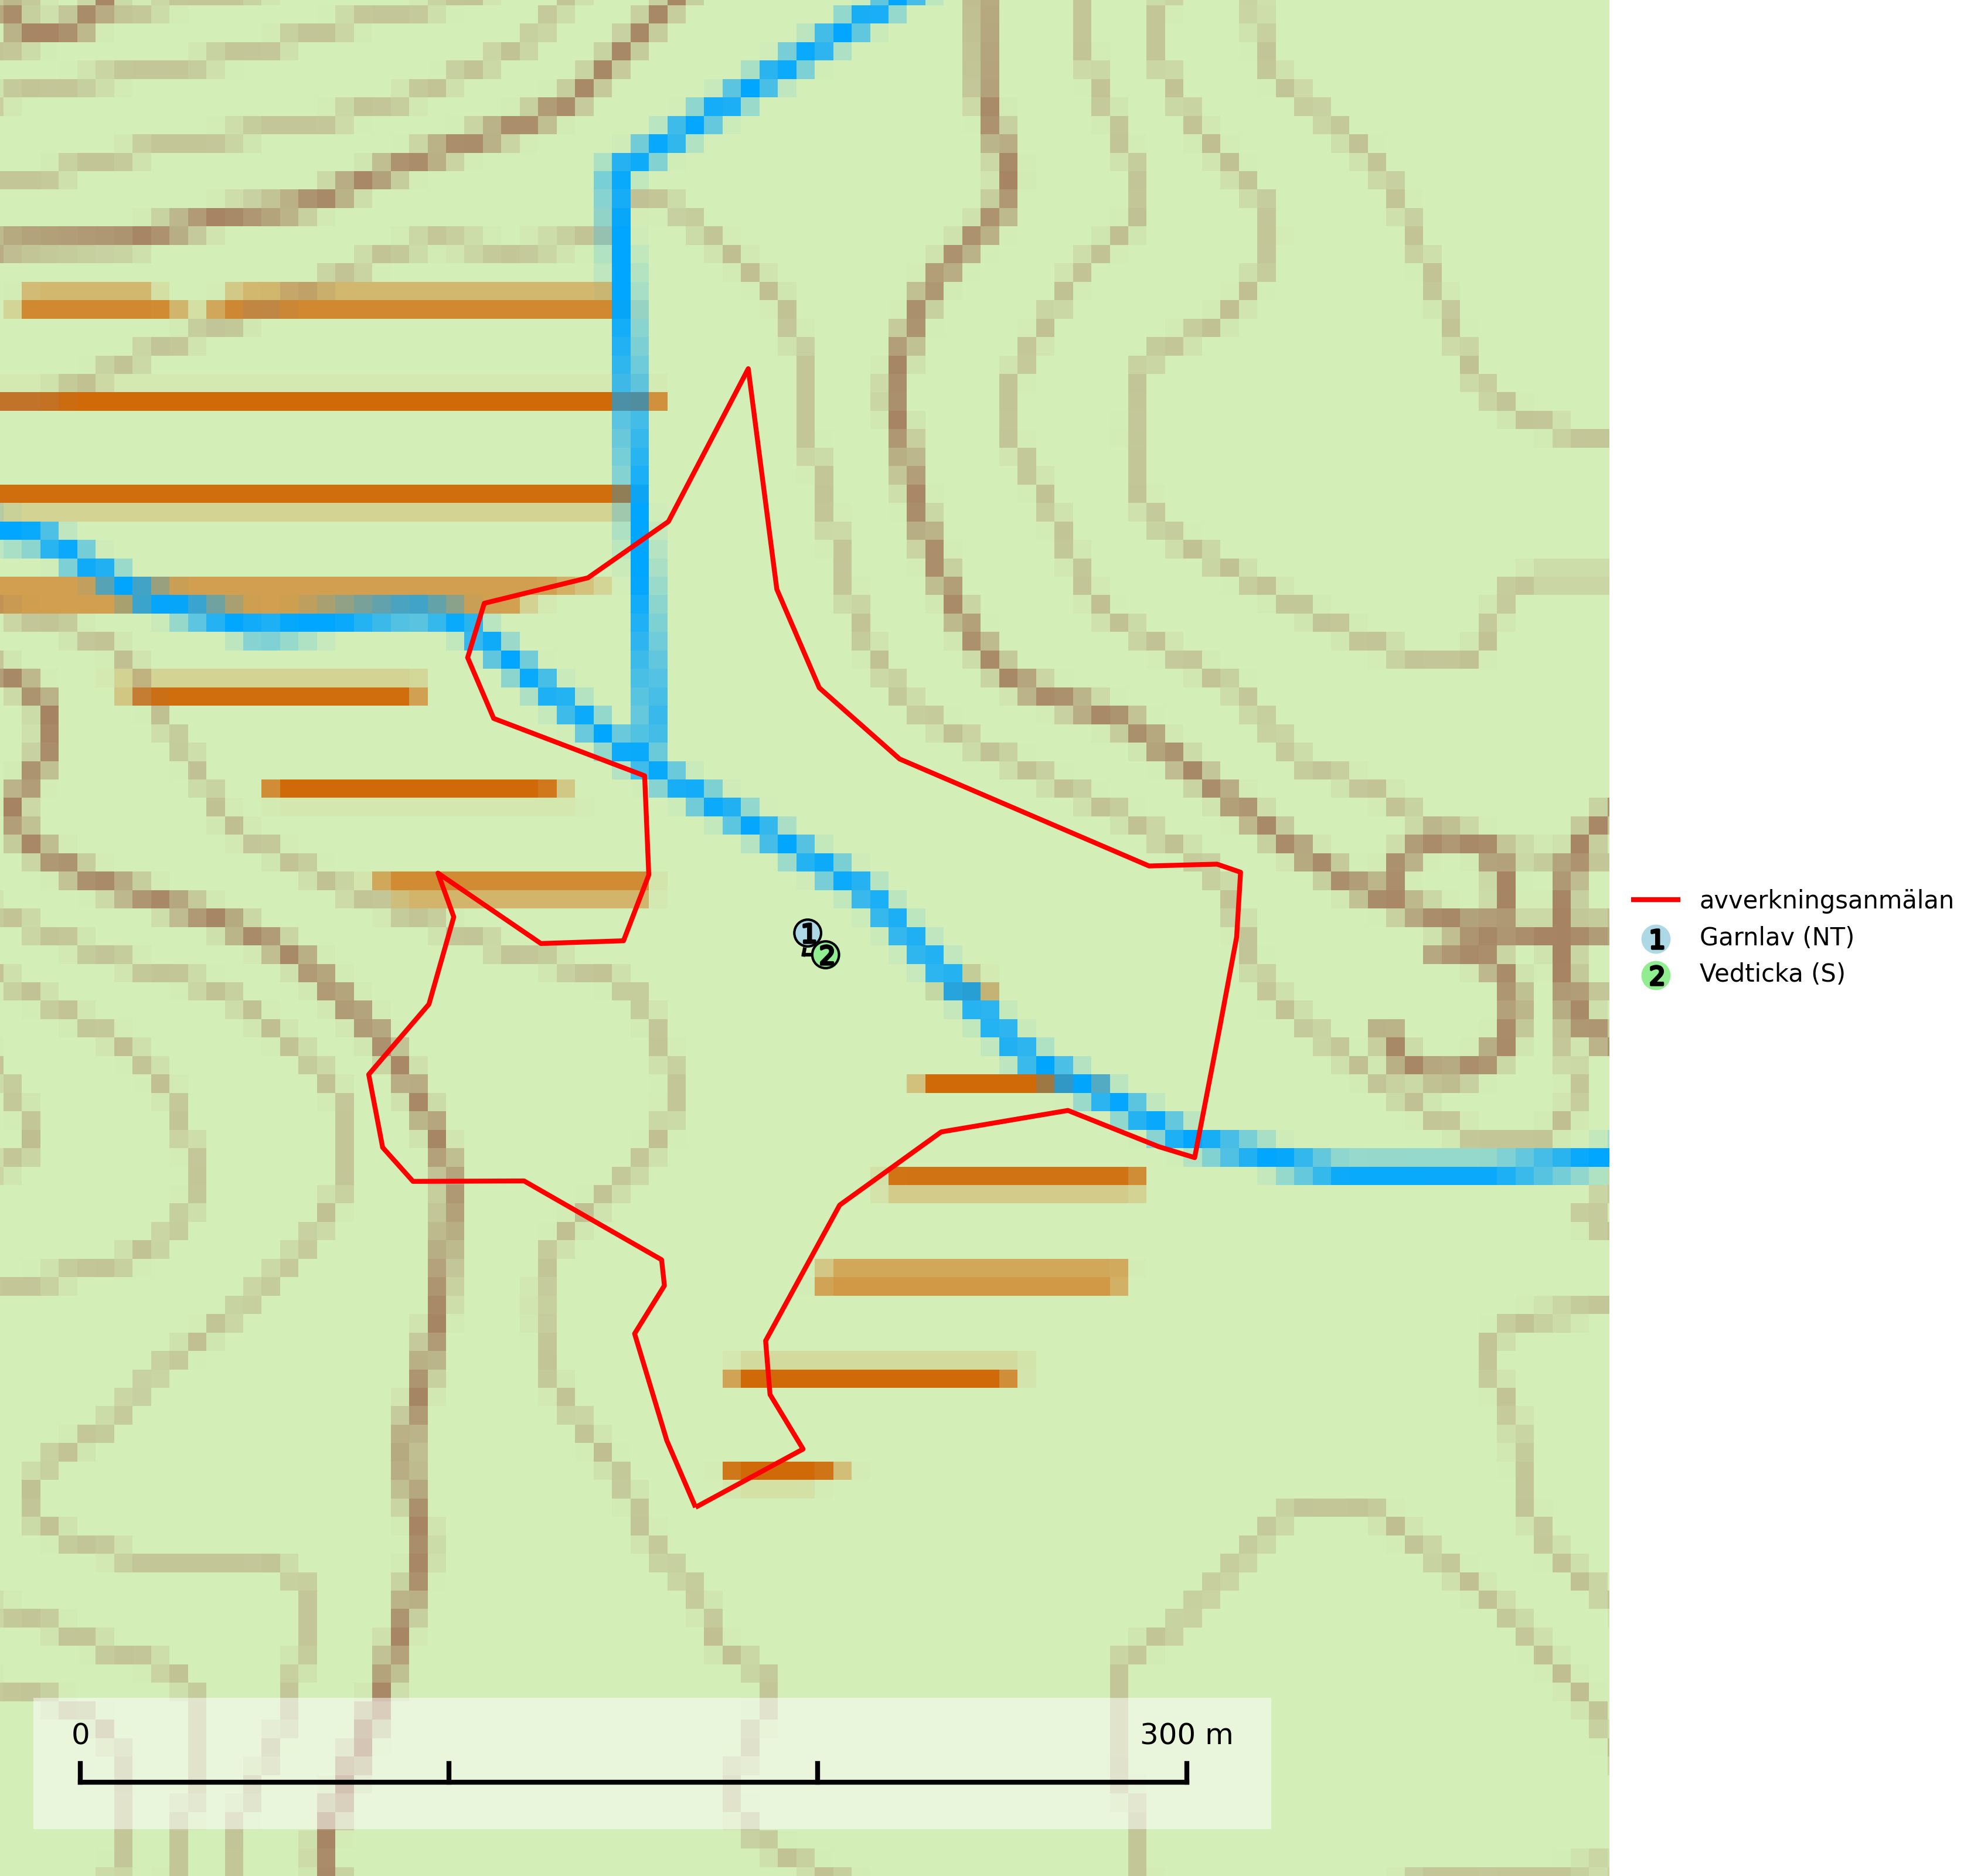 1
2
avverkningsanmälan
1 Garnlav (NT)
2 Vedticka (S)
0 300 m